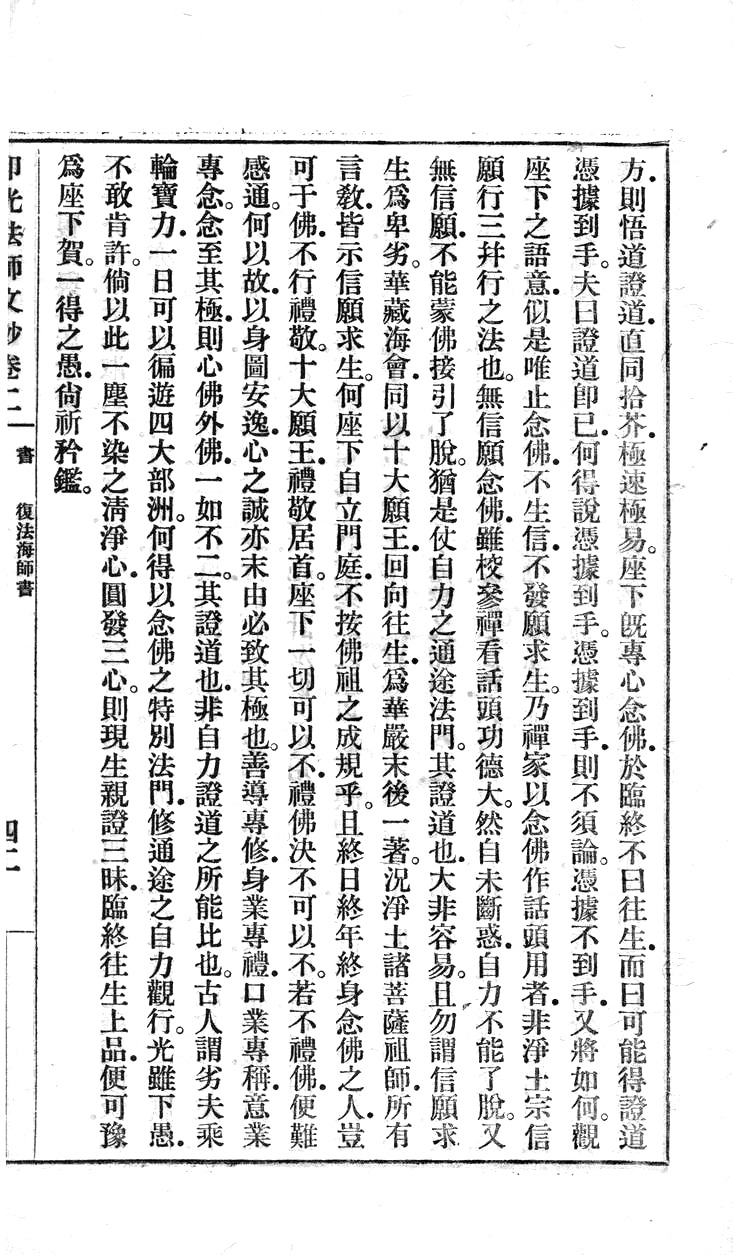 方。則悟道證道。直同拾芥。極速極易。座下旣專心念佛。於臨終不曰往生。而曰可能得證道
憑據到手。夫曰證道卽已。何得說憑據到手。憑據到手。則不須論。憑據不到手。又將如何。觀
座下之語意。似是唯止念佛。不生信。不發願求生。乃禪家以念佛作話頭用者。非淨土宗信
願行三幷行之法也。無信願念佛。雖校參禪看話頭功德大。然自未斷惑。自力不能了脫。又
無信願。不能蒙佛接引了脫。猶是仗自力之通途法門。其證道也。大非容易。且勿謂信願求
生爲卑劣。華藏海會。同以十大願王。回向往生。爲華嚴末後一著。況淨土諸菩薩祖師。所有
言敎。皆示信願求生。何座下自立門庭。不按佛祖之成規乎。且終日終年終身念佛之人。豈
可于佛。不行禮敬。十大願王。禮敬居首。座下一切可以不。禮佛決不可以不。若不禮佛。便難
感通。何以故。以身圖安逸。心之誠亦末由必致其極也。善導專修。身業專禮。口業專稱。意業
專念。念至其極。則心佛外佛。一如不二。其證道也。非自力證道之所能比也。古人謂劣夫乘
輪寶力。一日可以徧遊四大部洲。何得以念佛之特別法門。修通途之自力觀行。光雖下愚。
不敢肯許。倘以此一塵不染之清淨心。圓發三心。則現生親證三昧。臨終往生上品。便可豫
爲座下賀。一得之愚。尙祈矜鑑。
印光法師文鈔卷二 書 復法海師書 四十二